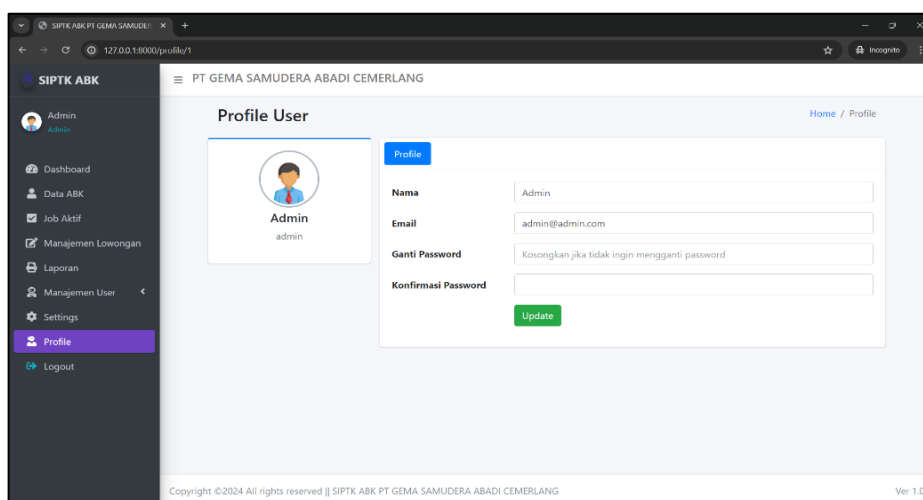 SIPTK ABK PT GEMA SAMUDER
127.0.0.1:8000/profile/1
Incognito
SIPTK ABK
PT GEMA SAMUDERA ABADI CEMERLANG
Admin
Admin
Dashboard
Data ABK
Job Aktif
Manajemen Lowongan
Laporan
Manajemen User
Settings
Profile
Logout
Profile User
Home / Profile
Admin
admin
Profile
Nama
Admin
Email
admin@admin.com
Ganti Password
Kosongkan jika tidak ingin mengganti password
Konfirmasi Password
Update
Copyright ©2024 All rights reserved || SIPTK ABK PT GEMA SAMUDERA ABADI CEMERLANG
Ver 1.0